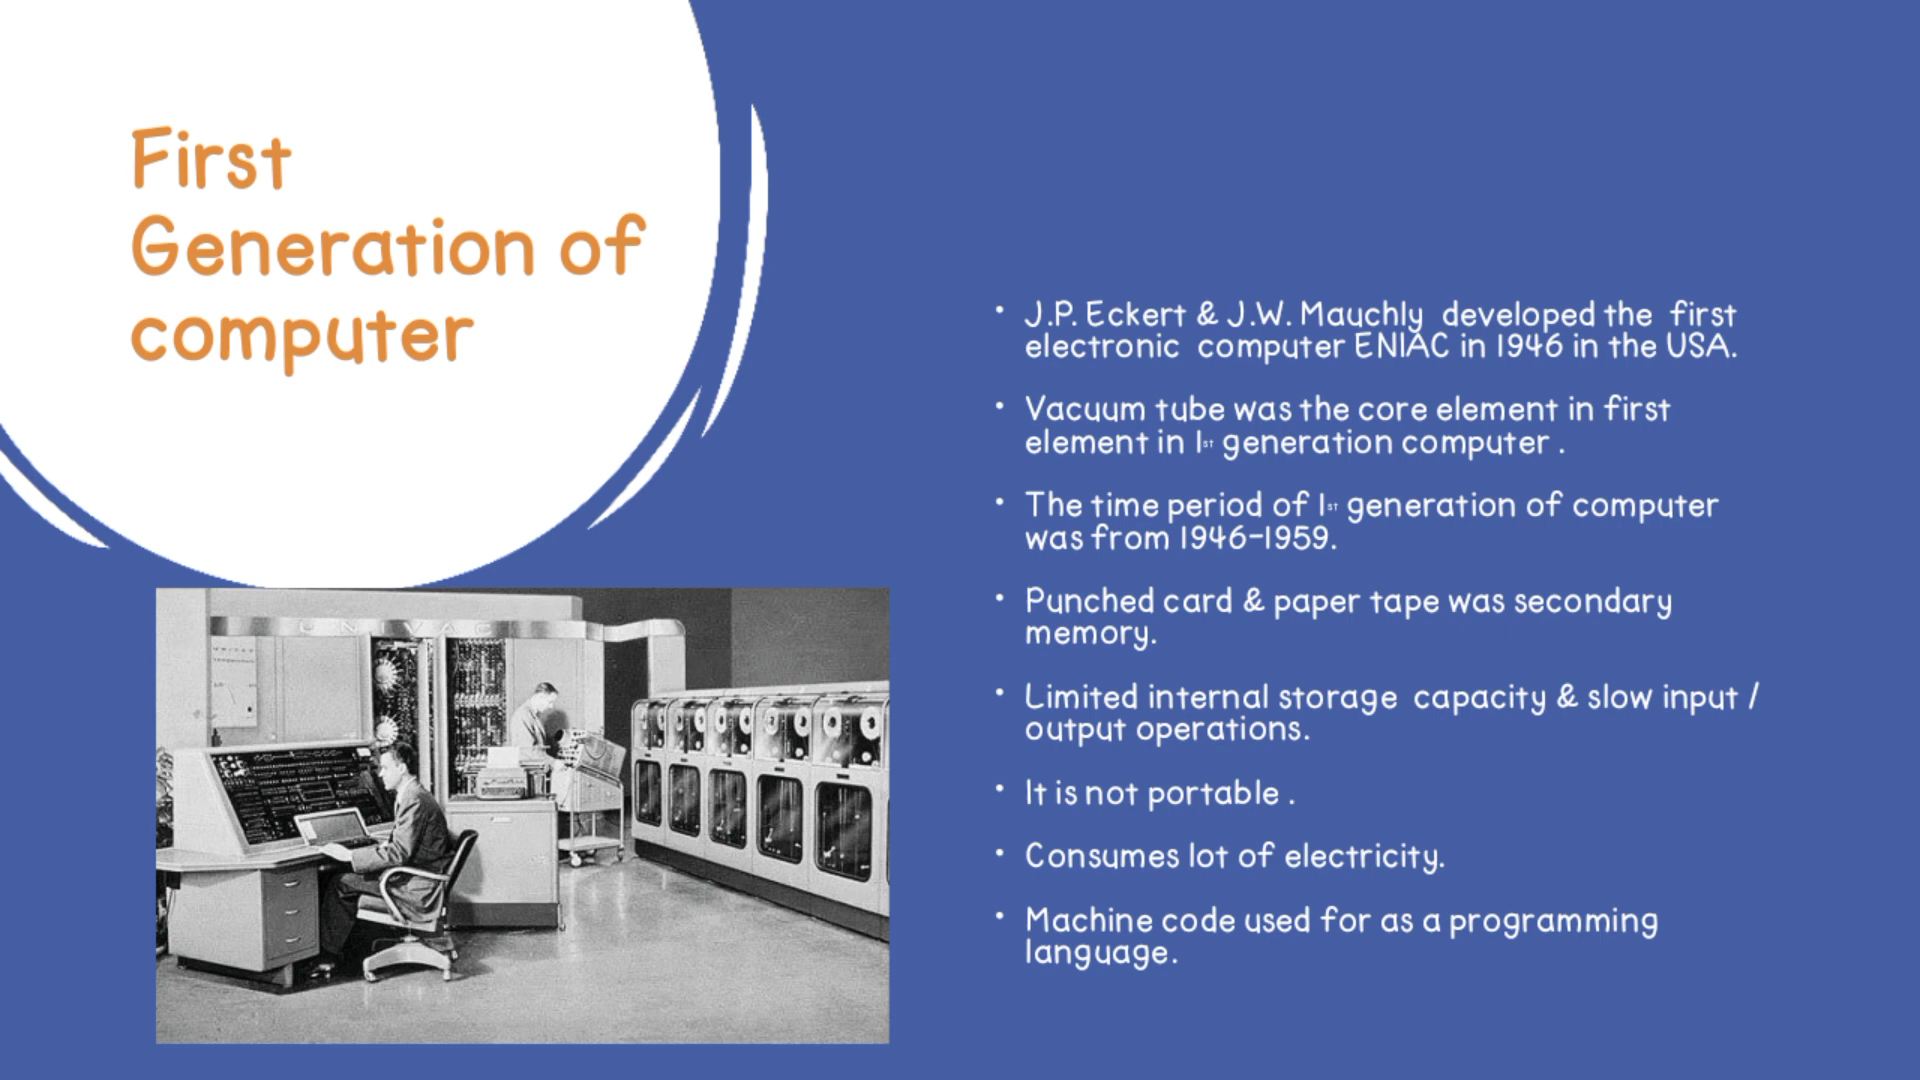 First
Generation of
computer
• J.P. Eckert & J.W. Mauchly developed the first
electronic computer ENIAC in 1946 in the USA.
• Vacuum tube was the core element in first
element in 1st generation computer .
• The time period of 1st generation of computer
was from 1946-1959.
• Punched card & paper tape was secondary
memory.
• Limited internal storage capacity & slow input /
output operations.
• It is not portable .
• Consumes lot of electricity.
• Machine code used for as a programming
language.
UNIVAC